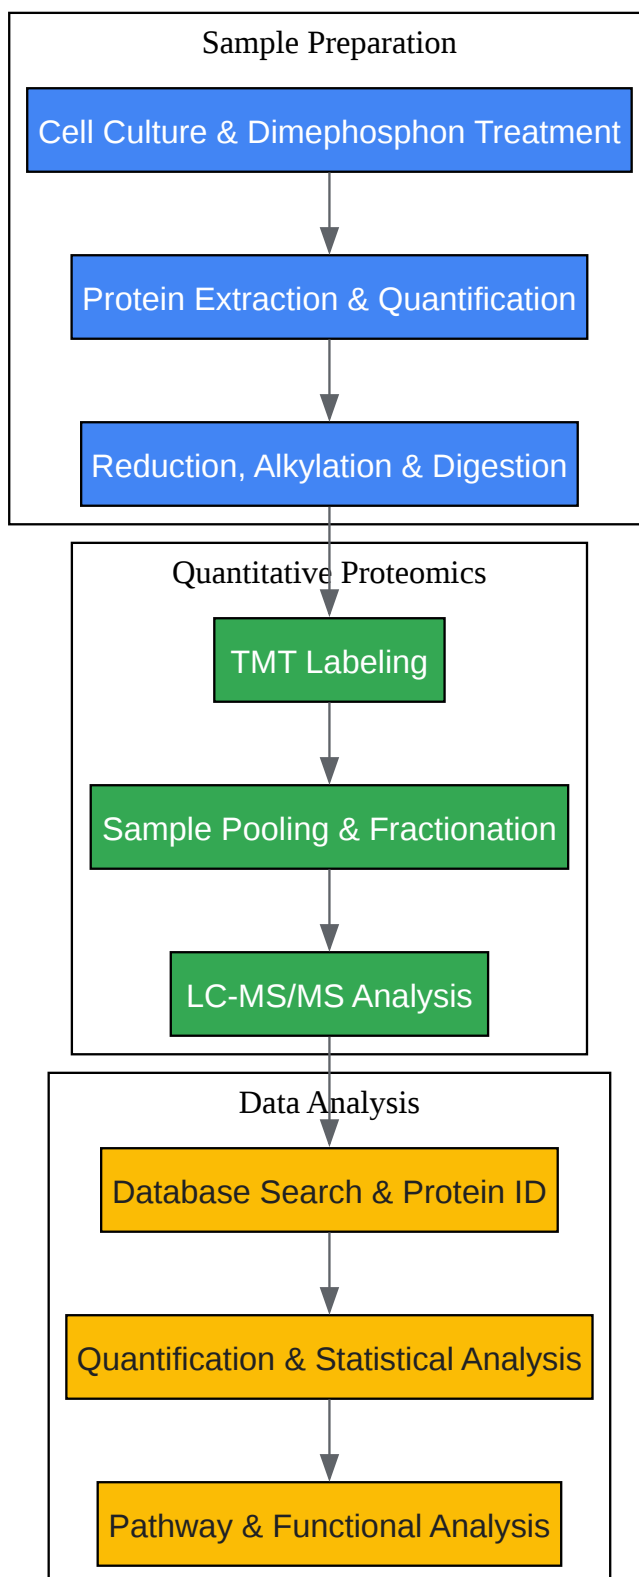 Sample Preparation
Cell Culture & Dimephosphon Treatment
Protein Extraction & Quantification
Reduction, Alkylation & Digestion
Quantitative Proteomics
TMT Labeling
Sample Pooling & Fractionation
LC-MS/MS Analysis
Data Analysis
Database Search & Protein ID
Quantification & Statistical Analysis
Pathway & Functional Analysis